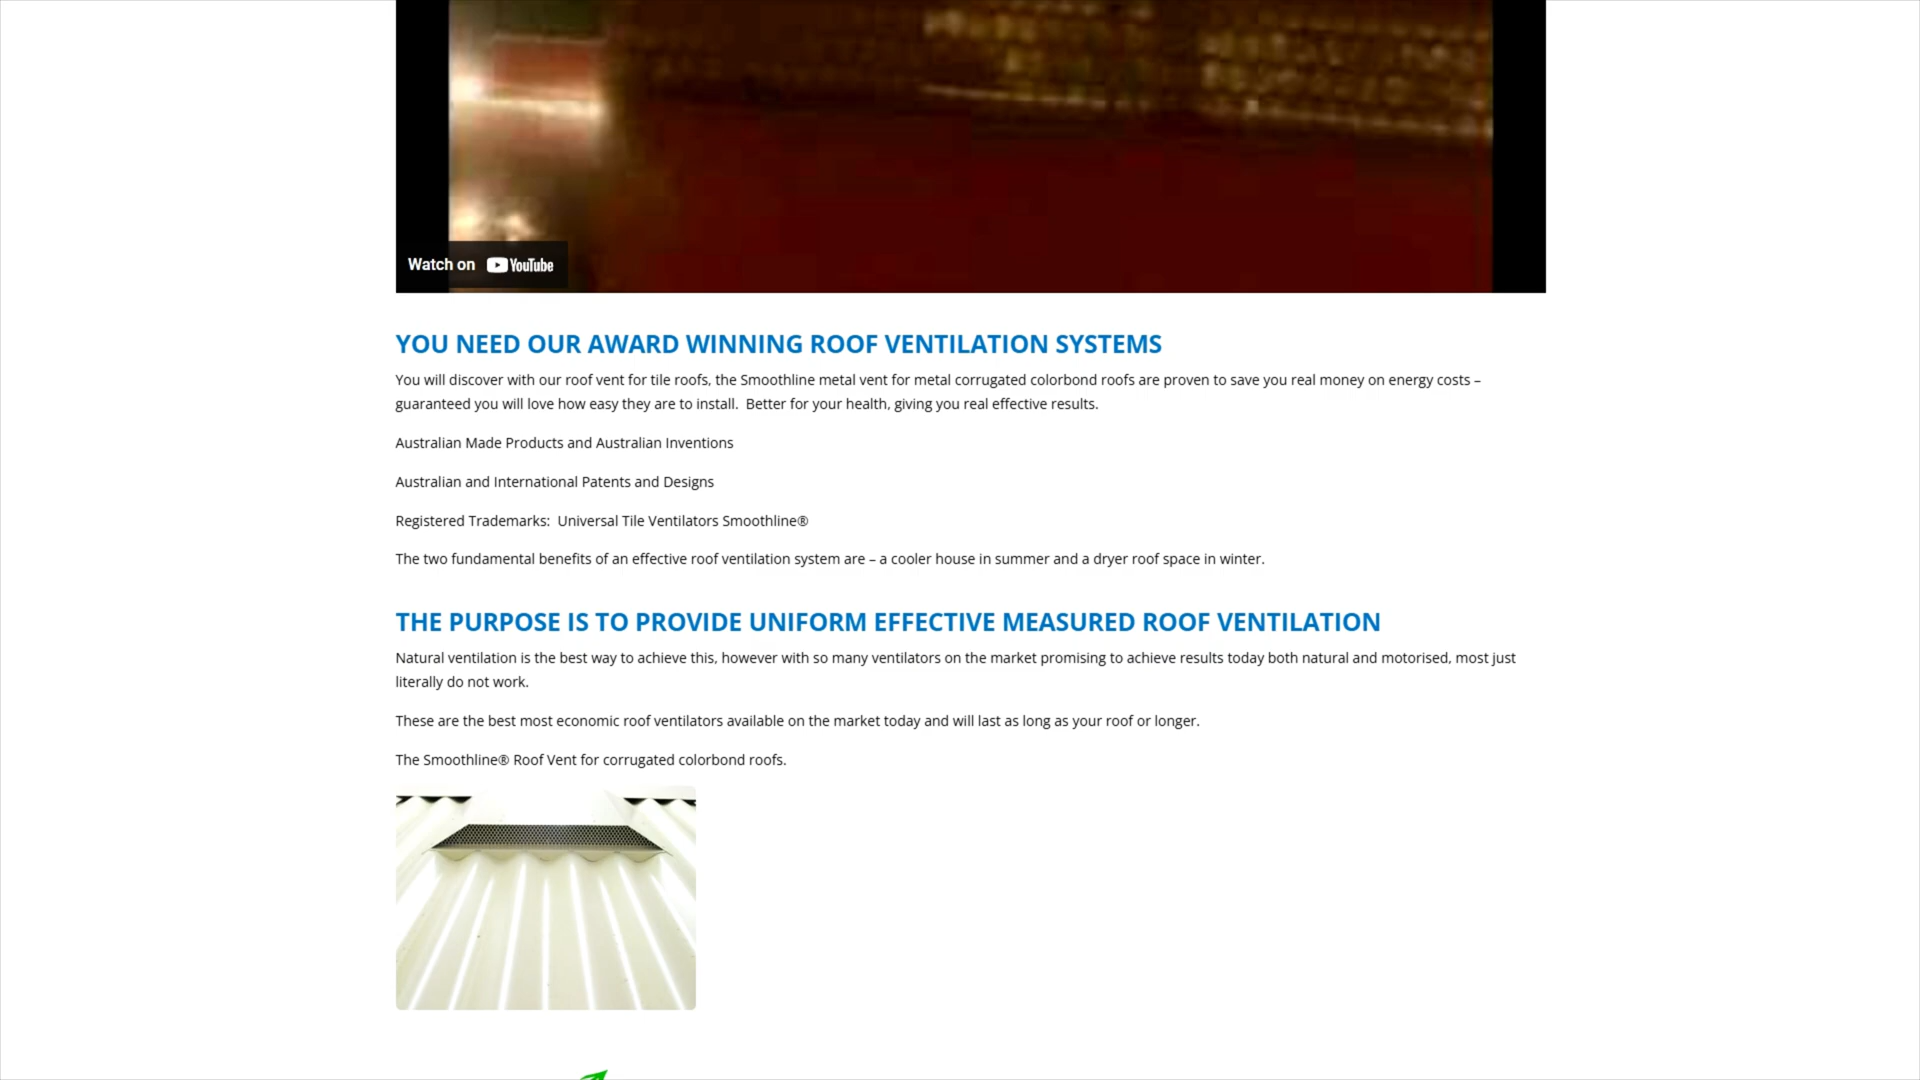 Watch on YouTube
YOU NEED OUR AWARD WINNING ROOF VENTILATION SYSTEMS
You will discover with our roof vent for tile roofs, the Smoothline metal vent for metal corrugated colorbond roofs are proven to save you real money on energy costs –
guaranteed you will love how easy they are to install.  Better for your health, giving you real effective results.
Australian Made Products and Australian Inventions
Australian and International Patents and Designs
Registered Trademarks:  Universal Tile Ventilators Smoothline®
The two fundamental benefits of an effective roof ventilation system are – a cooler house in summer and a dryer roof space in winter.
THE PURPOSE IS TO PROVIDE UNIFORM EFFECTIVE MEASURED ROOF VENTILATION
Natural ventilation is the best way to achieve this, however with so many ventilators on the market promising to achieve results today both natural and motorised, most just
literally do not work.
These are the best most economic roof ventilators available on the market today and will last as long as your roof or longer.
The Smoothline® Roof Vent for corrugated colorbond roofs.